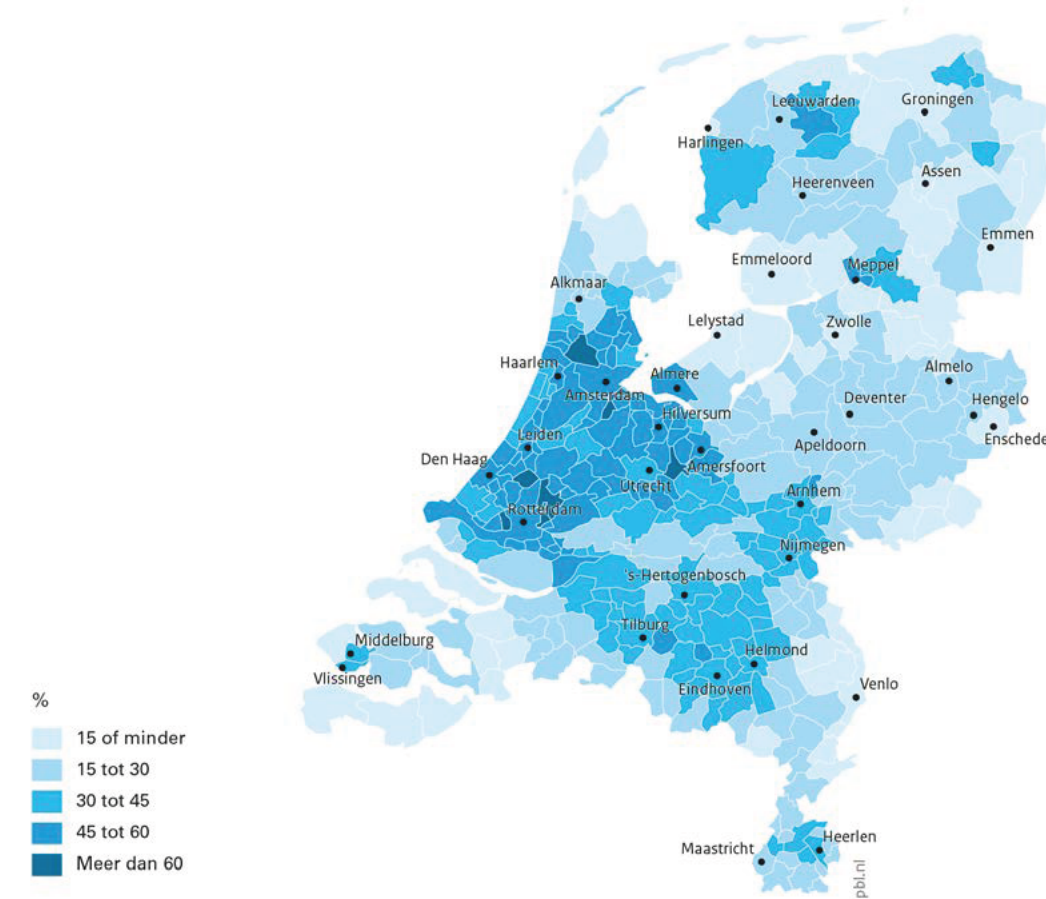 Leeuwarden
Groningen
Harlingen
Assen
Heerenveen
Emmen
Emmeloord
Meppel
Alkmaar
Lelystad
Zwolle
Haarlem
Almere
Almelo
Amsterdam
Deventer
Hengelo
Hilversum
Leiden
Apeldoorn
Enschede
Den Haag
Amersfoort
Utrecht
Arnhem
Rotterdam
Nijmegen
's-Hertogenbosch
Tilburg
Middelburg
Helmond
Vlissingen
Eindhoven
Venlo
%
15 of minder
15 tot 30
30 tot 45
45 tot 60
Meer dan 60
Maastricht
Heerlen
pbl.nl